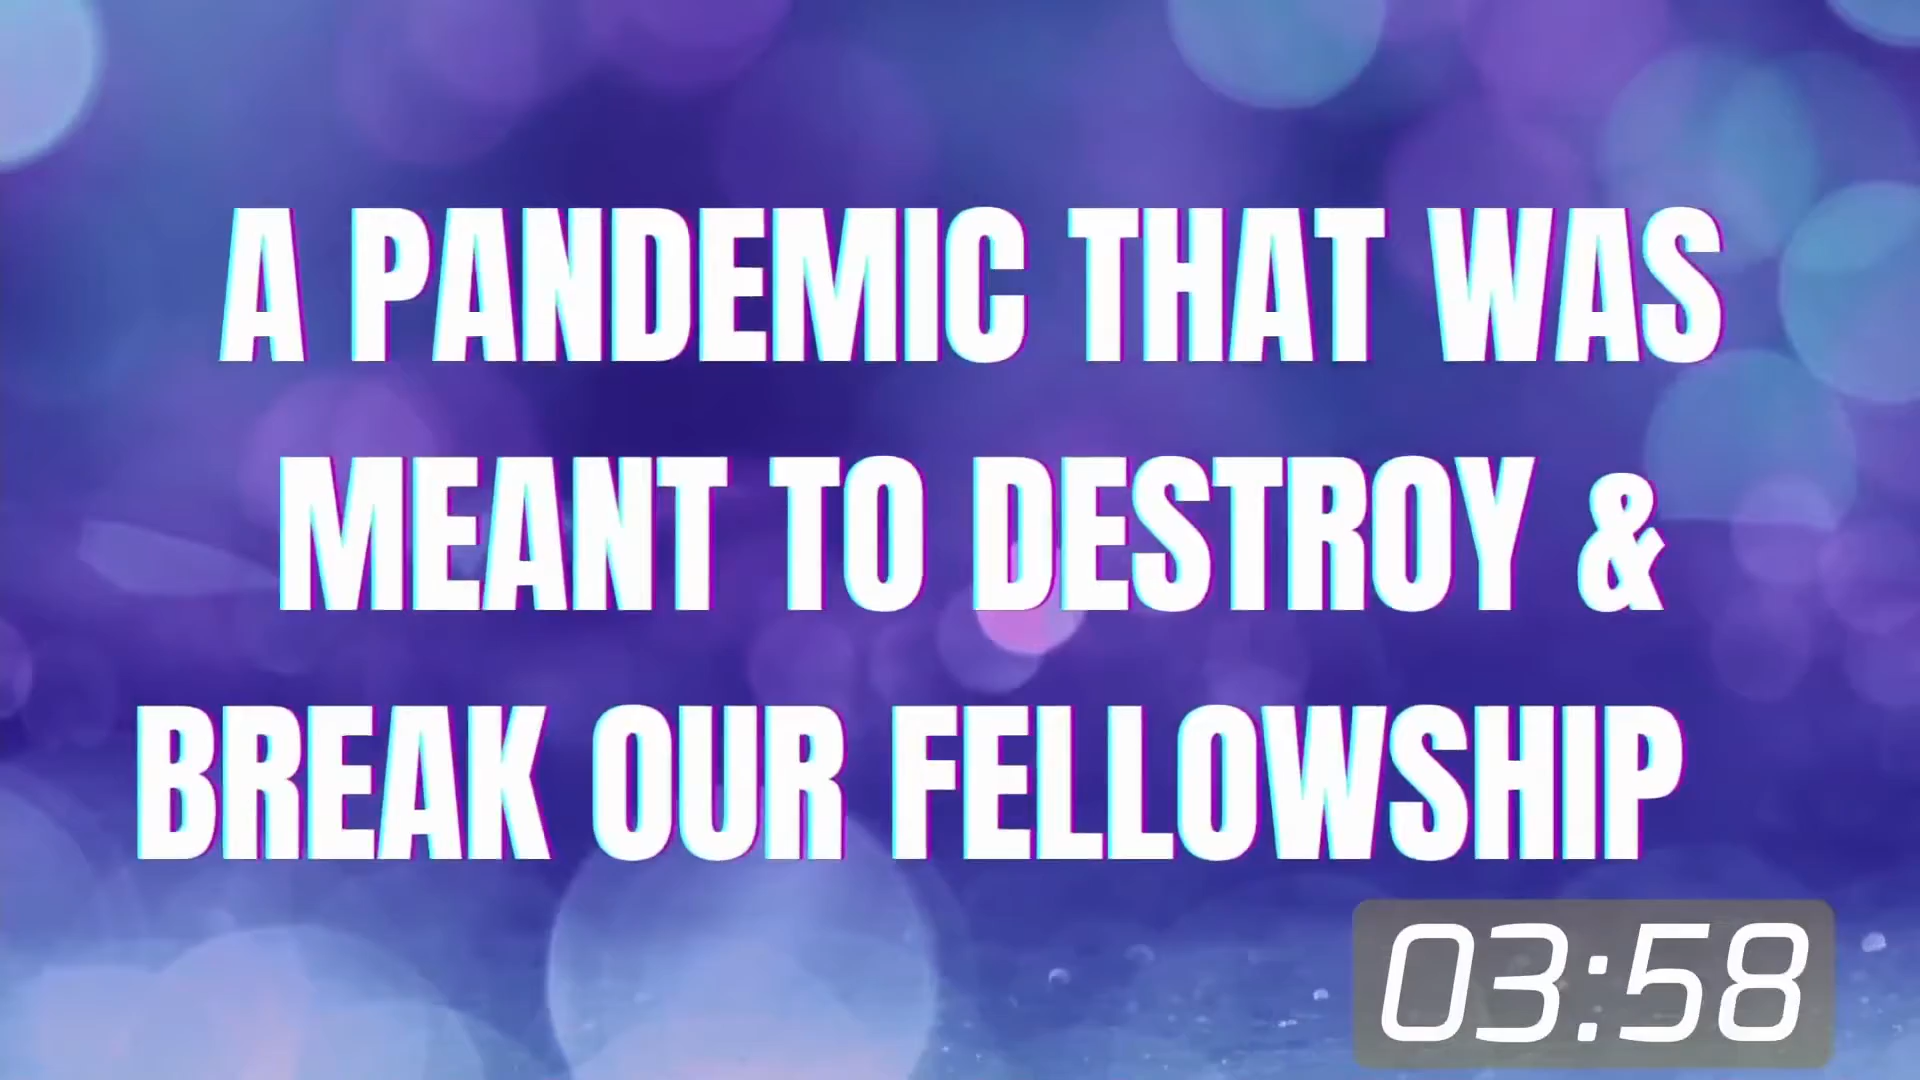 A PANDEMIC THAT WAS
MEANT TO DESTROY &
BREAK OUR FELLOWSHIP
03:58